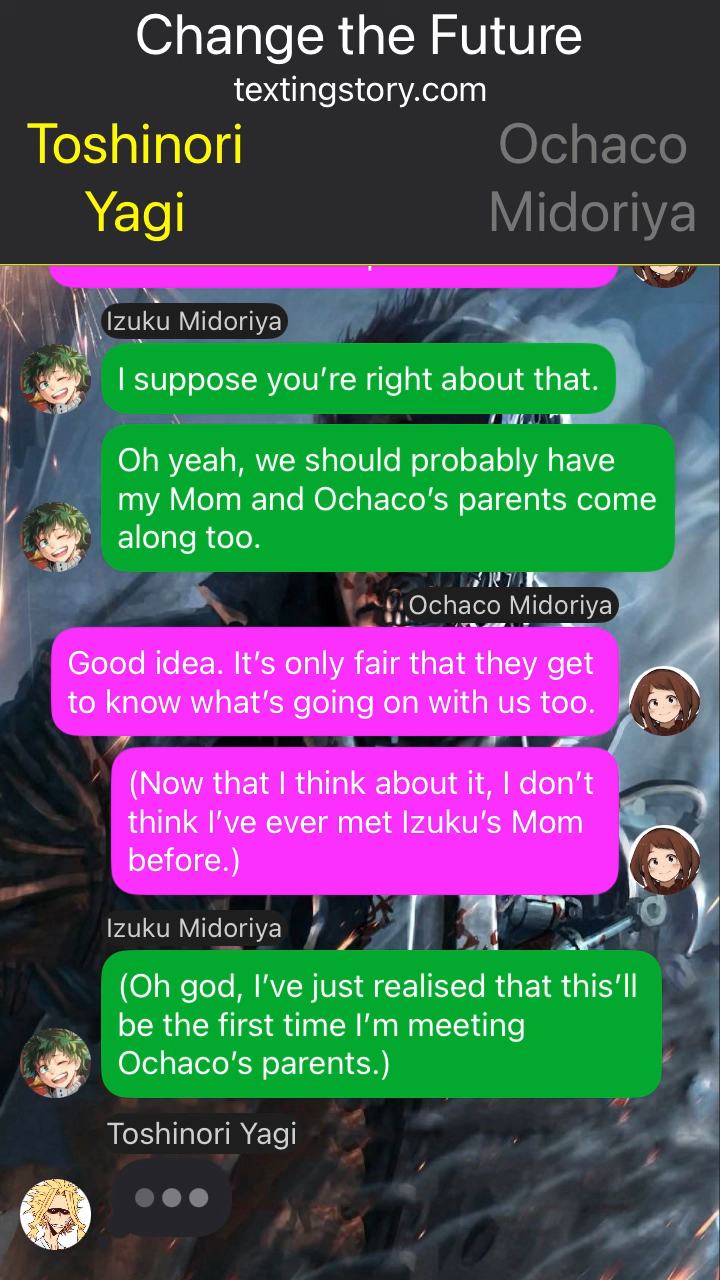 Change the Future
textingstory.com
Toshinori
Yagi
Ochaco
Midoriya
Izuku Midoriya
I suppose you’re right about that.
Oh yeah, we should probably have
my Mom and Ochaco’s parents come
along too.
Ochaco Midoriya
Good idea. It’s only fair that they get
to know what’s going on with us too.
(Now that I think about it, I don’t
think I’ve ever met Izuku’s Mom
before.)
Izuku Midoriya
(Oh god, I’ve just realised that this’ll
be the first time I’m meeting
Ochaco’s parents.)
Toshinori Yagi